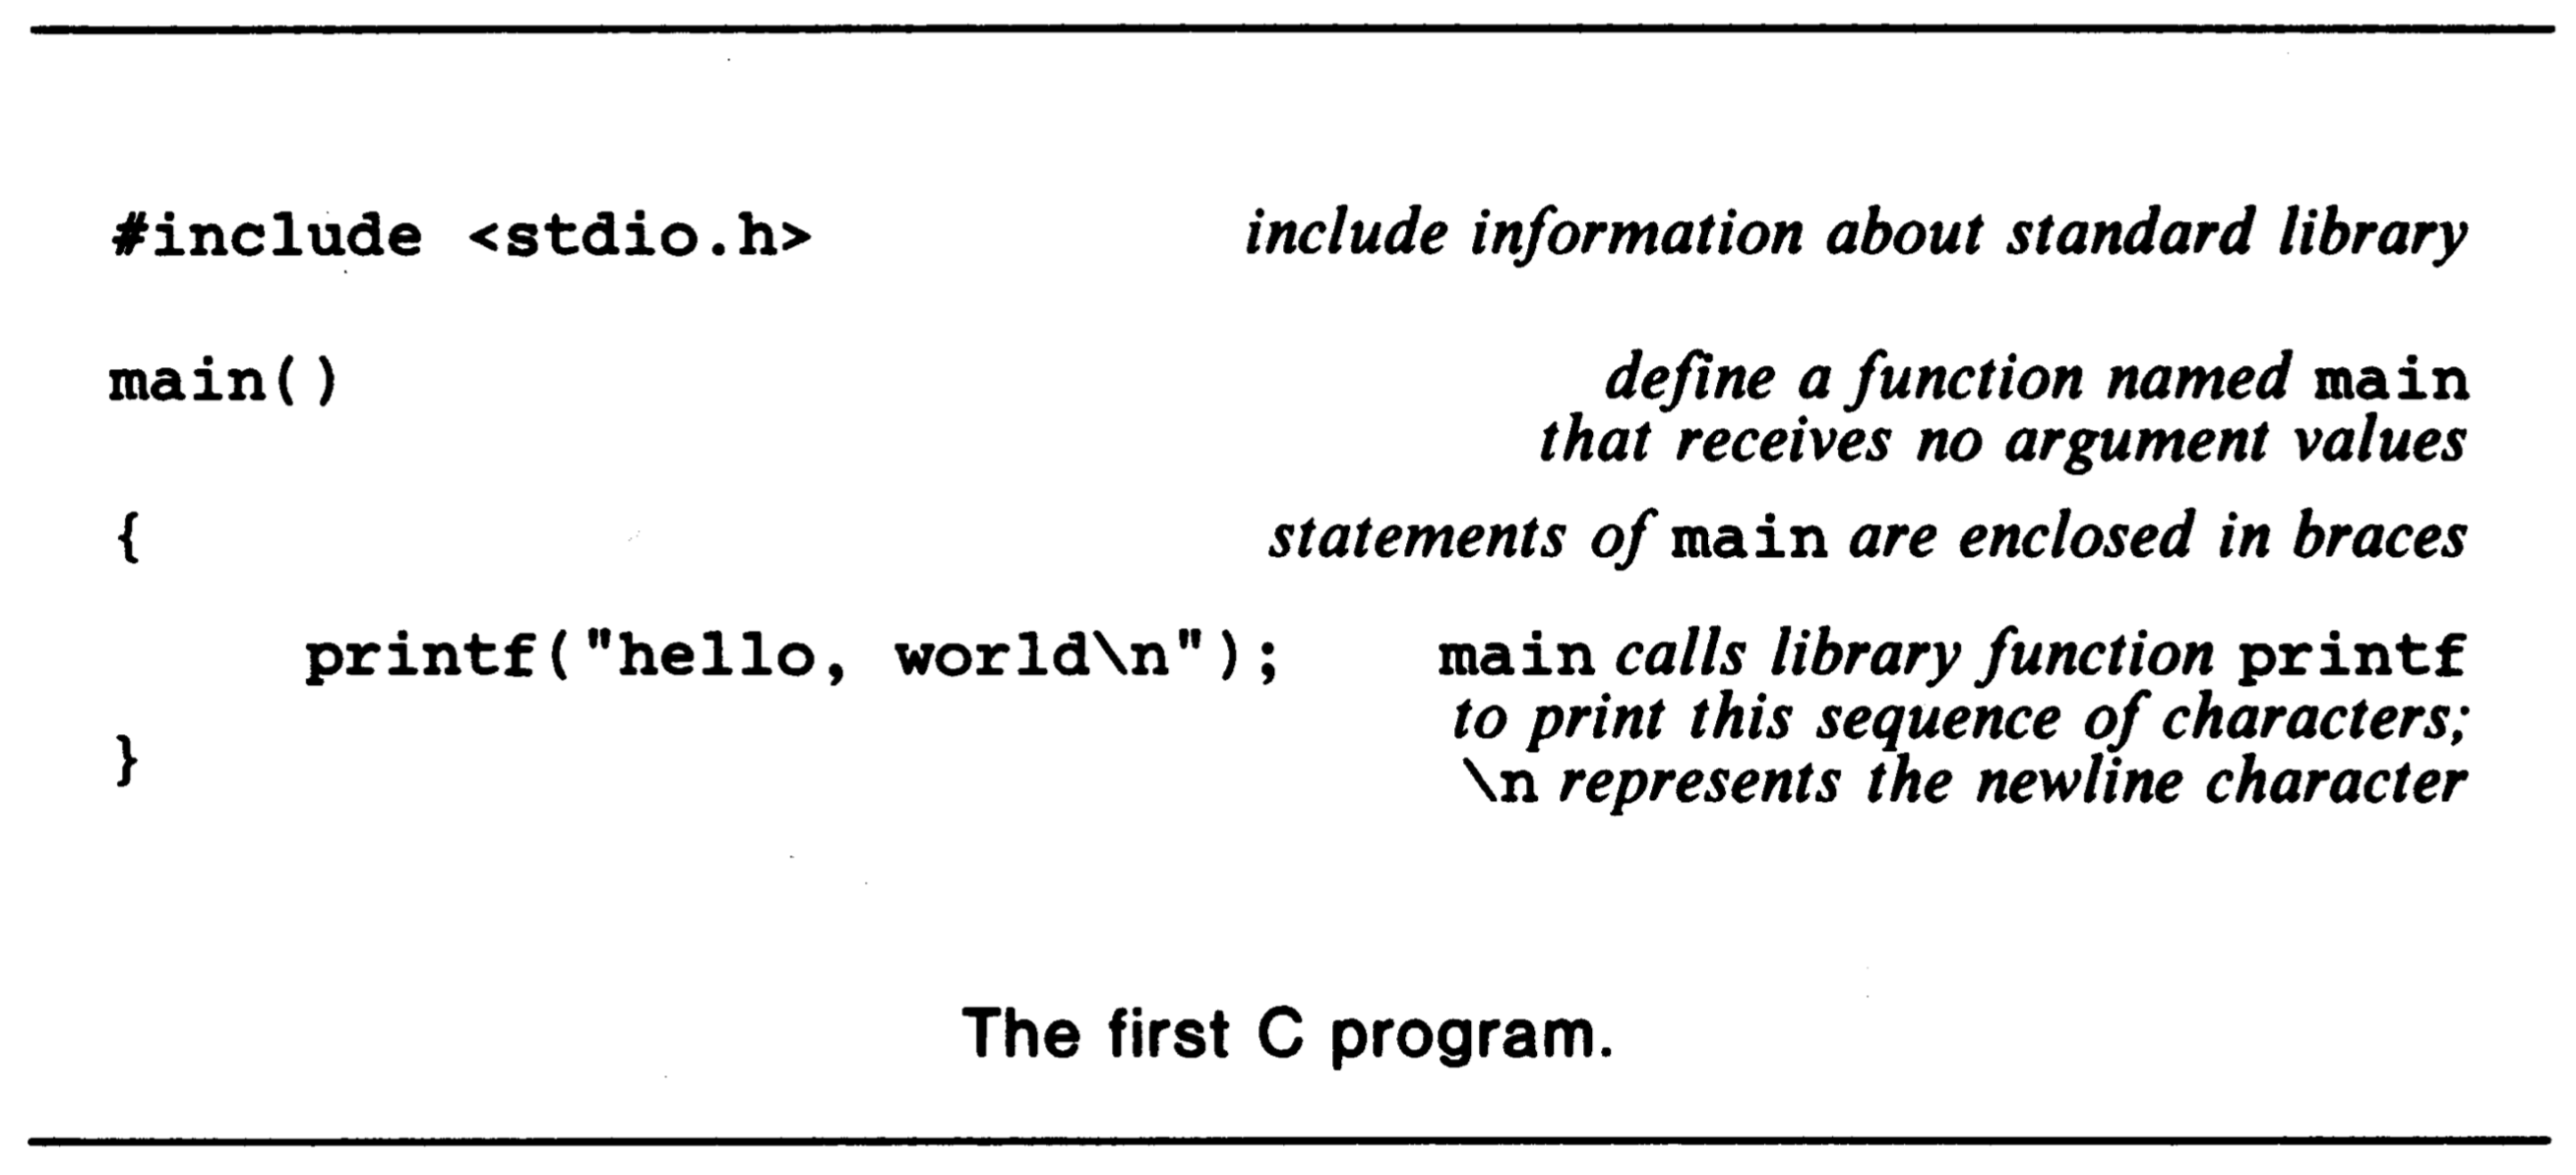 #include <stdio.h> include information about standard library
main() define a function named main
that receives no argument values
{ statements of main are enclosed in braces
printf("hello, world\n"); main calls library function printf
to print this sequence of characters;
} \n represents the newline character
The first C program.